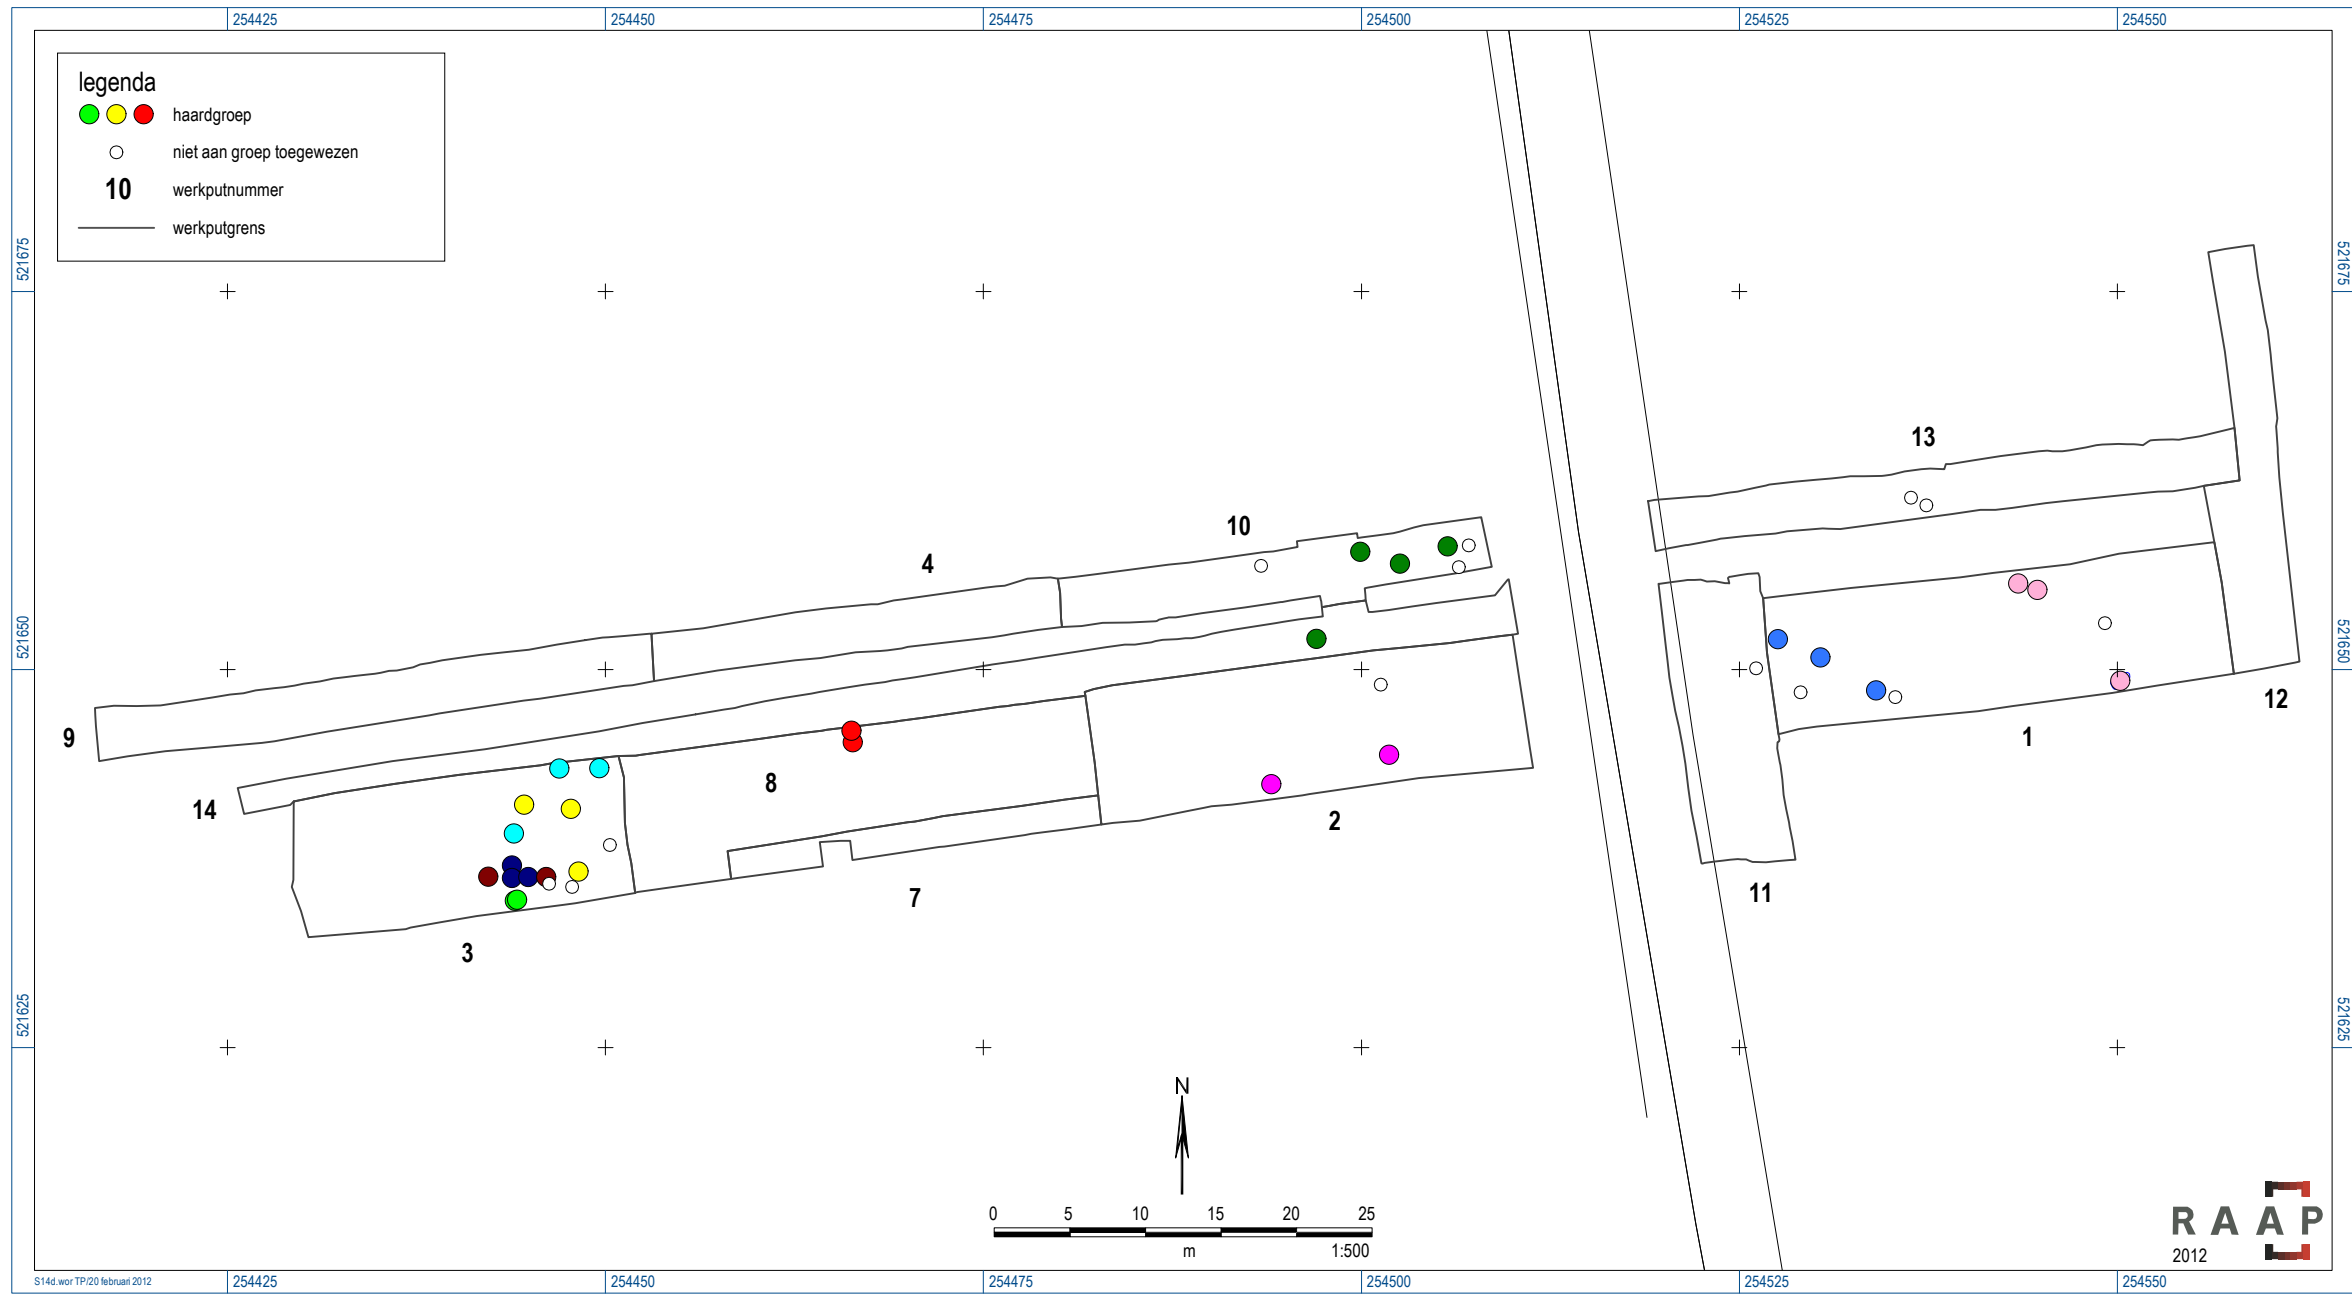 254425 254450 254475 254500 254525 254550
legenda
haardgroep
niet aan groep toegewezen
10 werkputnummer
werkputgrens
521675 521675
13
10
4
521650 521650
12
9
1
8
14
2
11
7
3
521625 521625
N
0 5 10 15 20 25
m 1:500
RAAP
2012
S14d.wor TP/20 februari 2012
254425 254450 254475 254500 254525 254550